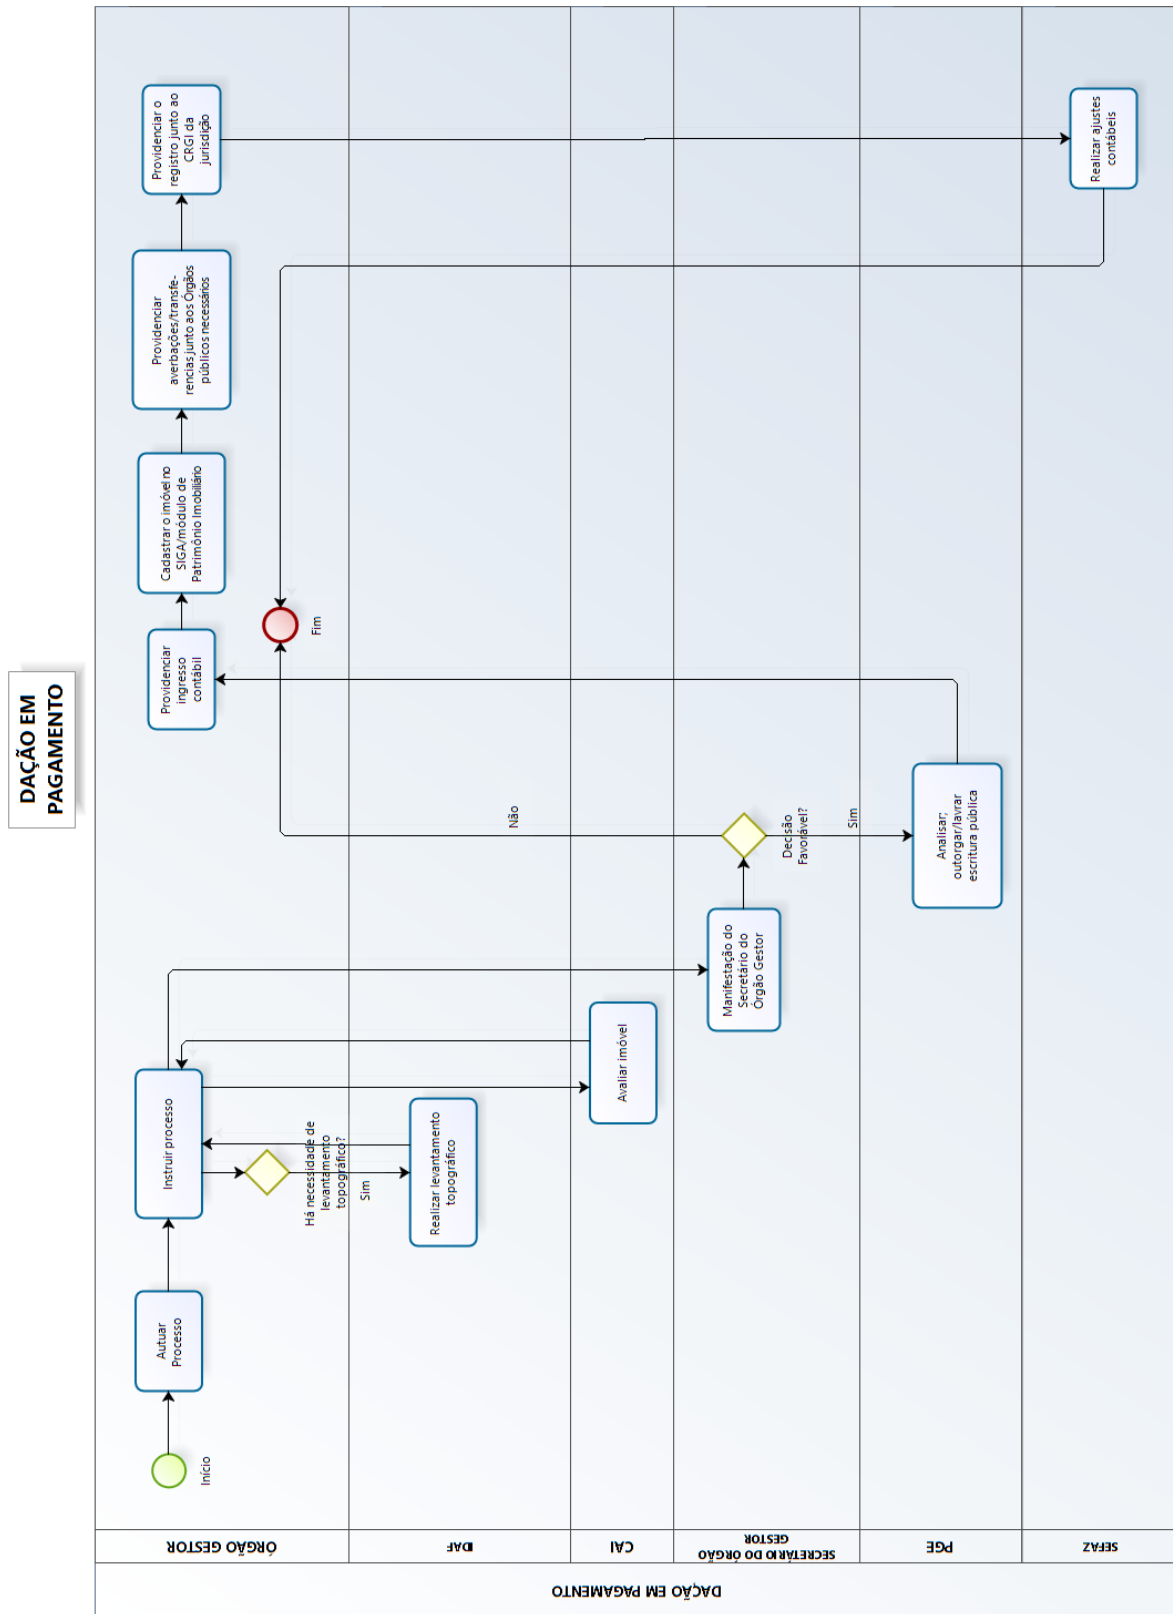 DAÇÃO EM
PAGAMENTO
DAÇÃO EM PAGAMENTO
ÓRGÃO GESTOR
Início
Autuar
Processo
Instruir processo
Há necessidade de
levantamento
topográfico?
Sim
Providenciar
ingresso
contábil
Cadastrar o imóvel no
SIGA/módulo de
Patrimônio Imobiliário
Providenciar
averbações/transfe-
rencias junto aos Órgãos
públicos necessários
Providenciar o
registro junto ao
CRGI da
jurisdição
Fim
IDAF
Realizar levantamento
topográfico
Não
CAI
Avaliar imóvel
SECRETÁRIO DO ÓRGÃO
GESTOR
Manifestação do
Secretário do
Órgão Gestor
Decisão
Favorável?
Sim
PGE
Analisar;
outorgar/lavrar
escritura pública
SEFAZ
Realizar ajustes
contábeis